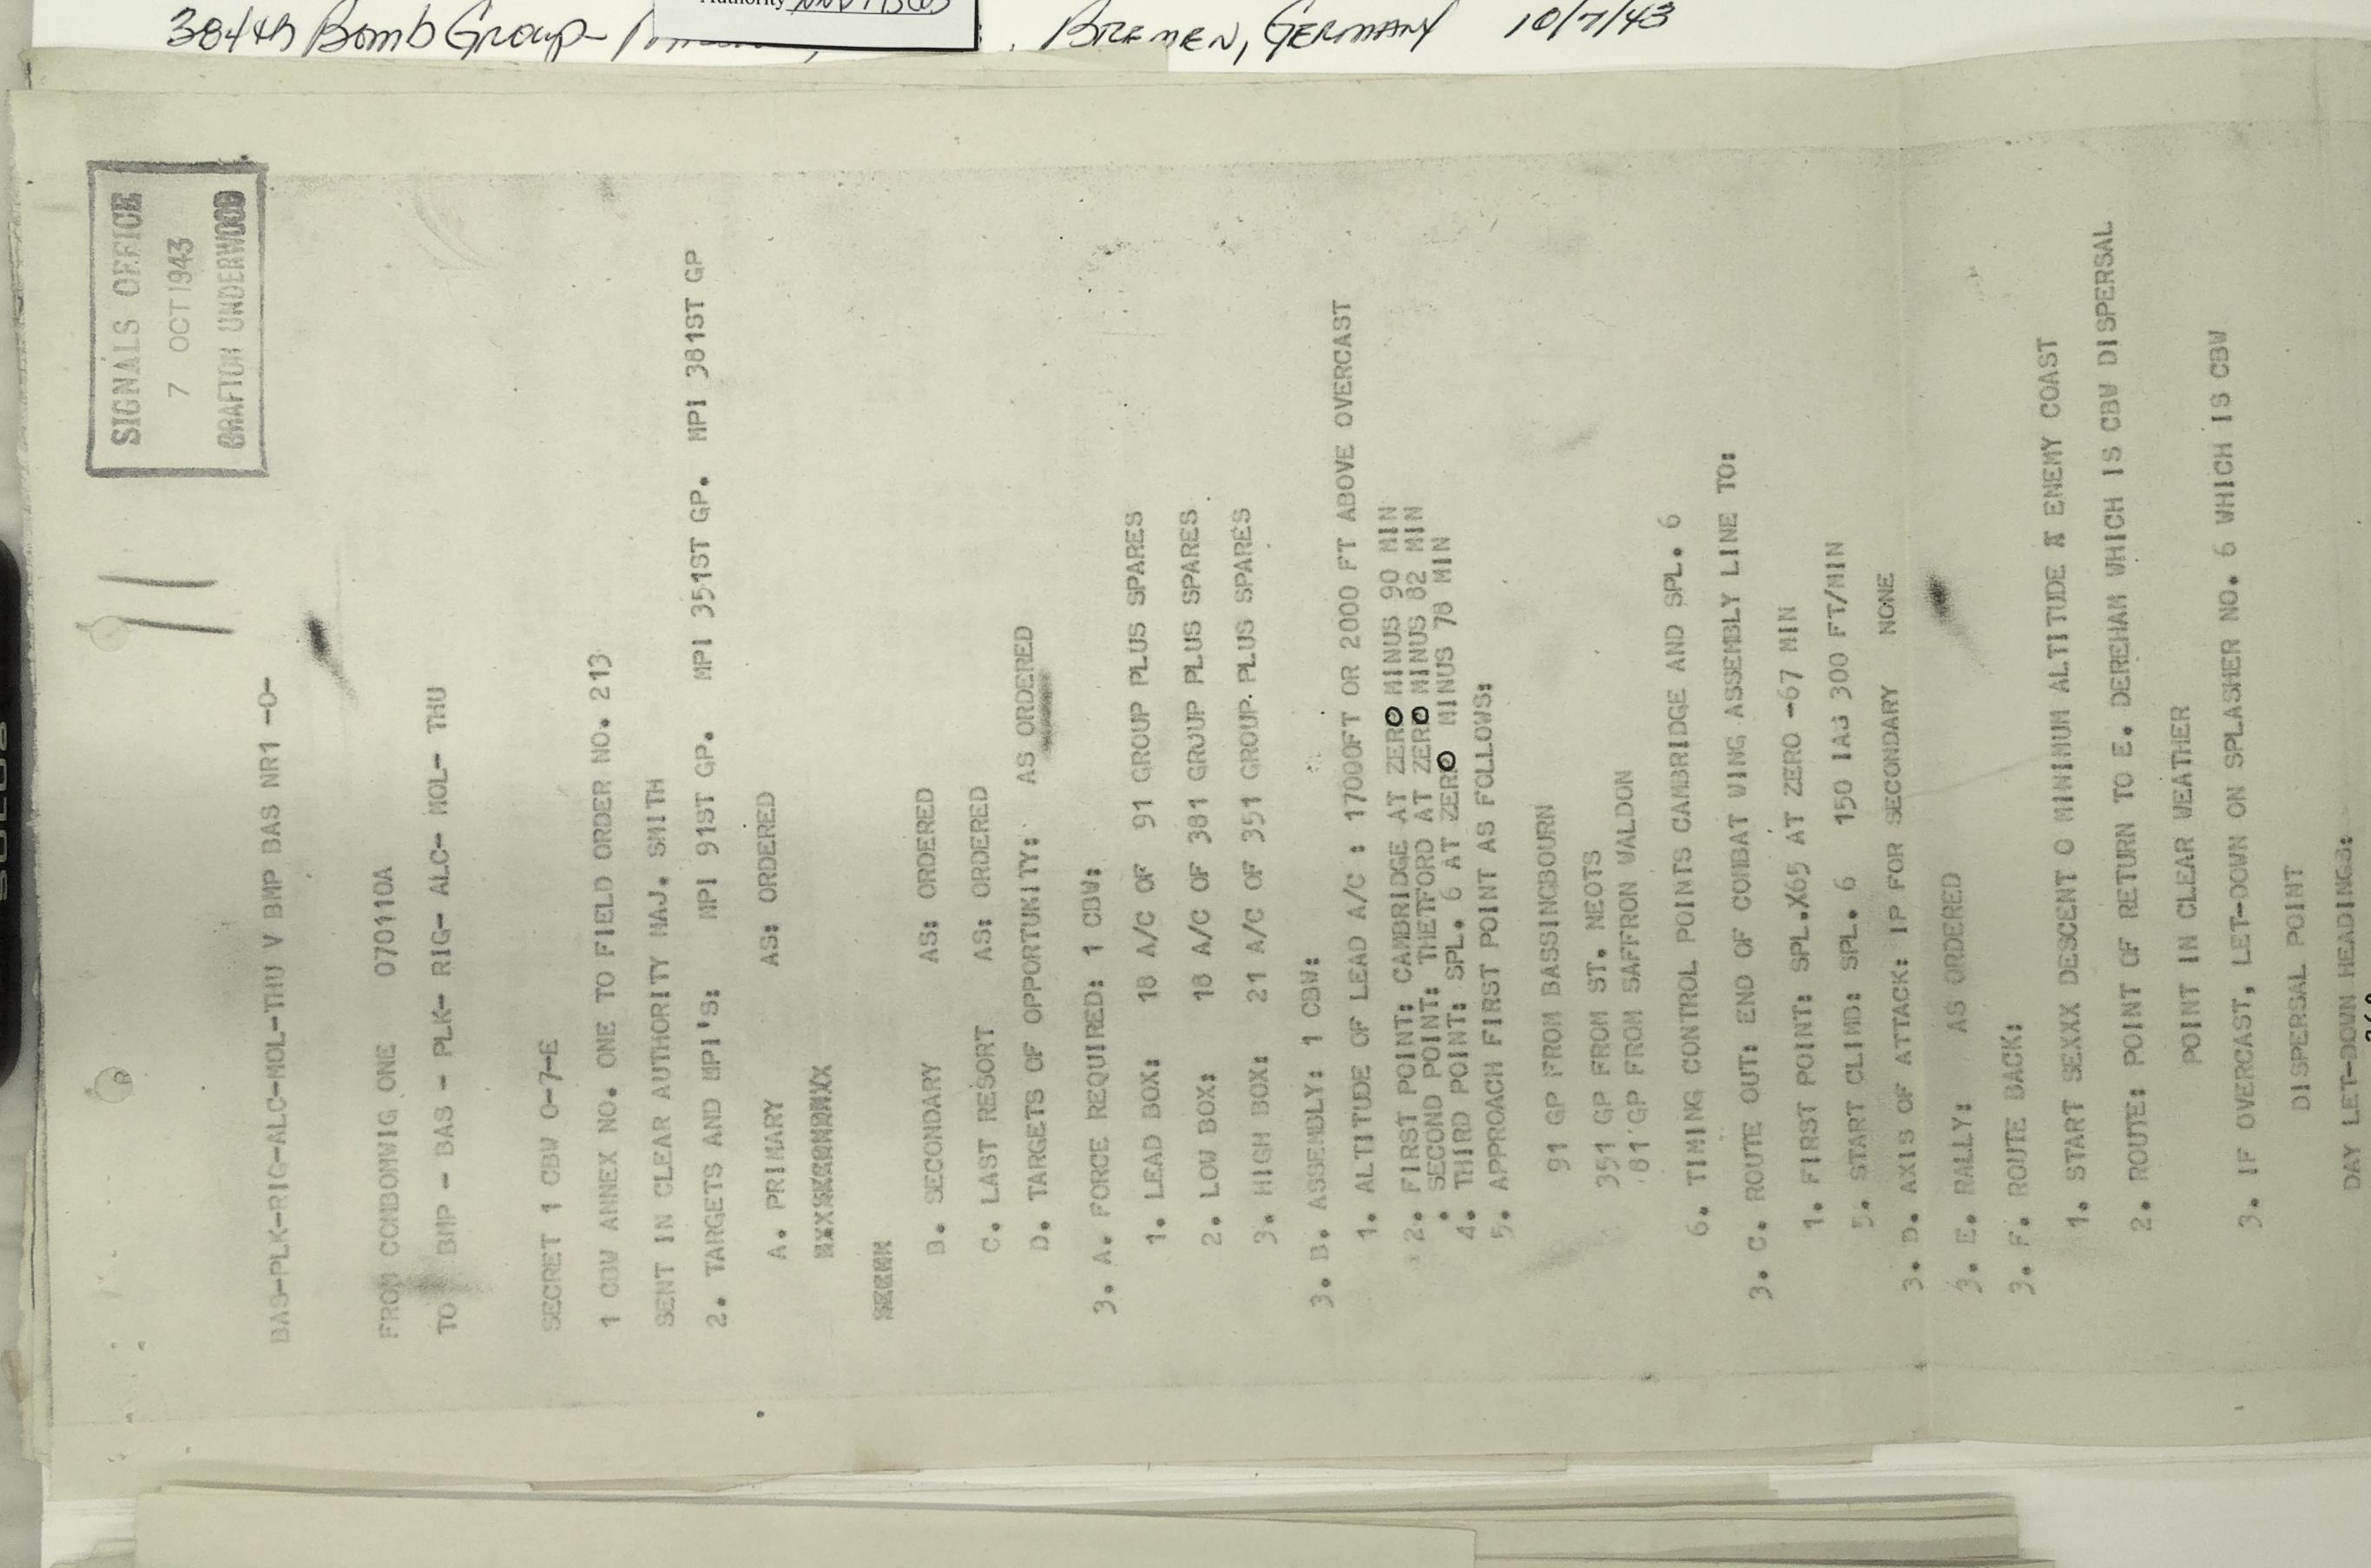 384th Bomb Group- Bremen, Germany 10/7/43
Authority
SIGNALS OFFICE
7 OCT 1943
GRAFTON UNDERWOOD
BAS-PLK-RIG-ALC-MOL-THU V BMP BAS NR1 -O-
FROM COMBOMWIG ONE 070110A
TO BMP - BAS - PLK- RIG- ALC- MOL- THU
SECRET 1 CBW O-7-E
1 CBW ANNEX NO. ONE TO FIELD ORDER NO. 213
SENT IN CLEAR AUTHORITY MAJ. SMITH
2. TARGETS AND MPI'S: MPI 91ST GP. MPI 351ST GP. MPI 381ST GP
A. PRIMARY AS: ORDERED
B. SECONDARY AS: ORDERED
C. LAST RESORT AS: ORDERED
D. TARGETS OF OPPORTUKITY: AS ORDERED
3. A. FORCE REQUIRED: 1 CBW:
1. LEAD BOX: 18 A/C OF 91 GROUP PLUS SPARES
2. LOW BOX: 18 A/C OF 381 GROUP PLUS SPARES
3. HIGH BOX: 21 A/C OF 351 GROUP PLUS SPARES
3. B. ASSEMBLY: 1 CBW:
1. ALTITUDE OF LEAD A/C : 17000FT OR 2000 FT ABOVE OVERCAST
2. FIRST POINT: CAMBRIDGE AT ZERO MINUS 90 MIN
. SECOND POINT: THETFORD AT ZERO MINUS 82 MIN
4. THIRD POINT: SPL. 6 AT ZERO MINUS 78 MIN
5. APPROACH FIRST POINT AS FOLLOWS:
91 GP FROM BASSINGBOURN
351 GP FROM ST. NEOTS
81 GP FROM SAFFRON WALDON
6. TIMING CONTROL POINTS CAMBRIDGE AND SPL. 6
3. C. ROUTE OUT: END OF COMBAT WING ASSEMBLY LINE TO:
1. FIRST POINT: SPL.X65 AT ZERO -67 MIN
5. START CLIMB: SPL. 6 150 IAS 300 FT/MIN
3. D. AXIS OF ATTACK: IP FOR SECONDARY NONE
3. E. RALLY: AS ORDERED
3. F. ROUTE BACK:
1. START SEXXX DESCENT O MINIMUM ALTITUDE A ENEMY COAST
2. ROUTE: POINT OF RETURN TO E. DEREHAM WHICH IS CBW DISPERSAL
POINT IN CLEAR WEATHER
3. IF OVERCAST, LET-DOWN ON SPLASHER NO. 6 WHICH IS CBW
DISPERSAL POINT
DAY LET-DOWN HEADINGS: